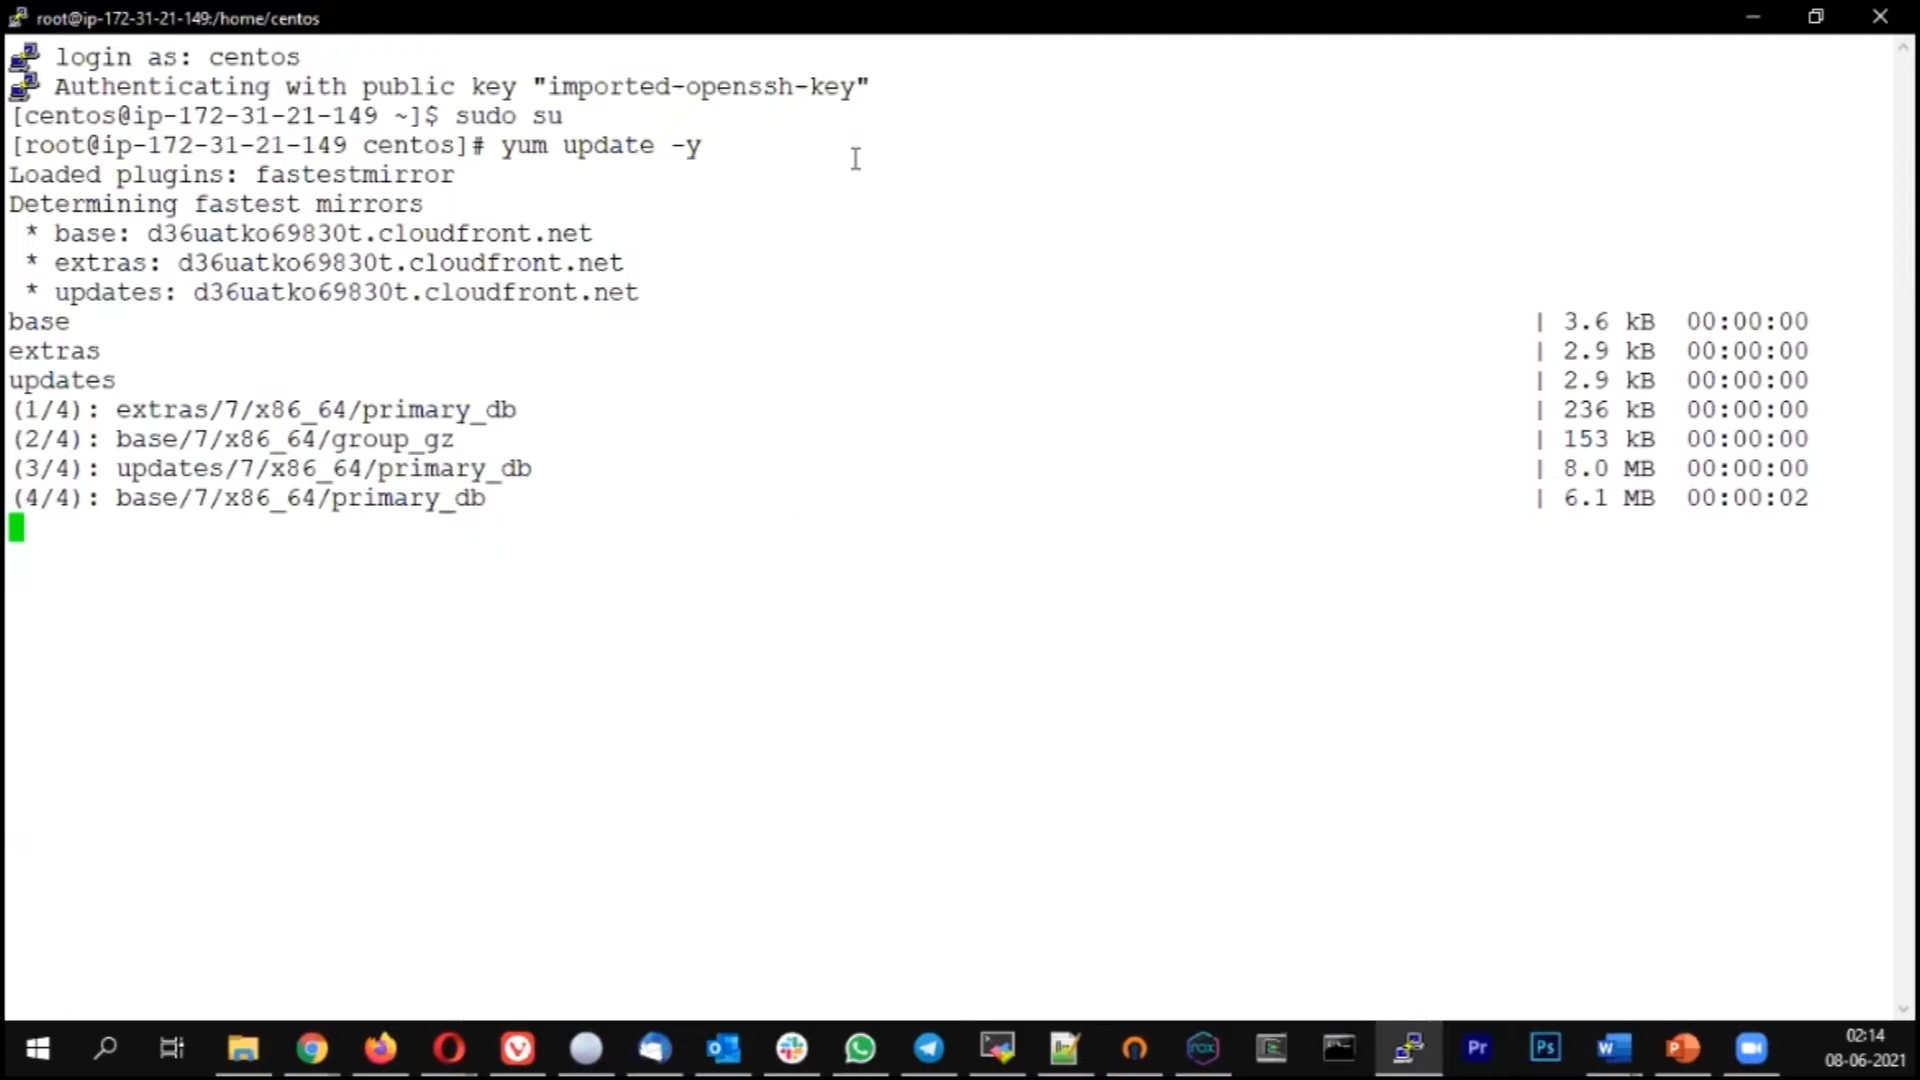 root@ip-172-31-21-149:/home/centos
login as: centos
Authenticating with public key "imported-openssh-key"
[centos@ip-172-31-21-149 ~]$ sudo su
[root@ip-172-31-21-149 centos]# yum update -y
Loaded plugins: fastestmirror
Determining fastest mirrors
* base: d36uatko69830t.cloudfront.net
* extras: d36uatko69830t.cloudfront.net
* updates: d36uatko69830t.cloudfront.net
base | 3.6 kB 00:00:00
extras | 2.9 kB 00:00:00
updates | 2.9 kB 00:00:00
(1/4): extras/7/x86_64/primary_db | 236 kB 00:00:00
(2/4): base/7/x86_64/group_gz | 153 kB 00:00:00
(3/4): updates/7/x86_64/primary_db | 8.0 MB 00:00:00
(4/4): base/7/x86_64/primary_db | 6.1 MB 00:00:02
nox Pr Ps W P
02:14
08-06-2021